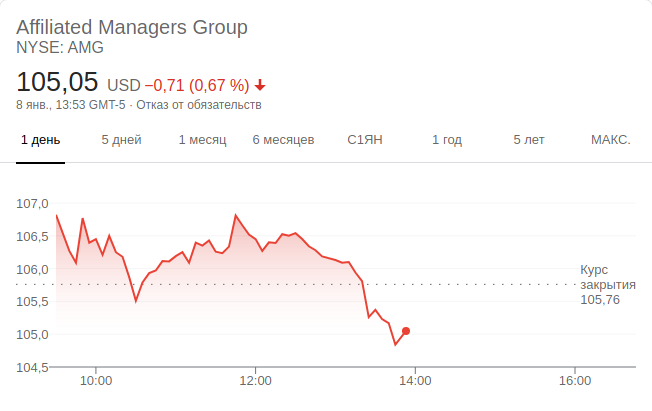 Affiliated Managers Group
NYSE: AMG
105,05 USD −0,71 (0,67 %)
8 янв., 13:53 GMT-5 · Отказ от обязательств
1 день 5 дней 1 месяц 6 месяцев С1ЯН 1 год 5 лет МАКС.
107,0
106,5
106,0
Курс
закрытия
105,76
105,5
105,0
104,5
10:00 12:00 14:00 16:00